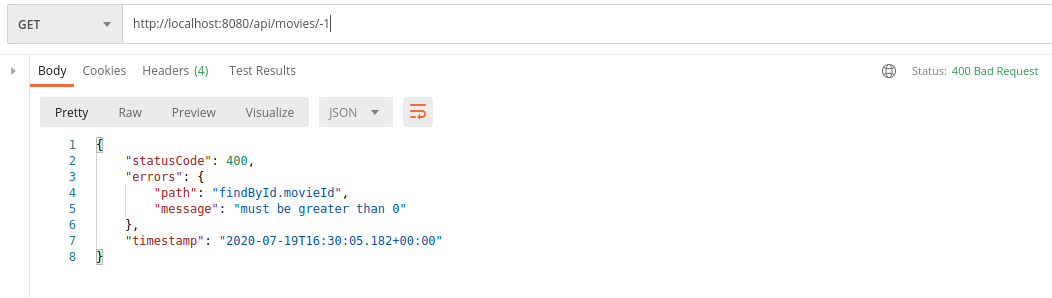 GET http://localhost:8080/api/movies/-1
Body Cookies Headers (4) Test Results Status: 400 Bad Request
Pretty Raw Preview Visualize JSON
1 {
2 "statusCode": 400,
3 "errors": {
4 "path": "findById.movieId",
5 "message": "must be greater than 0"
6 },
7 "timestamp": "2020-07-19T16:30:05.182+00:00"
8 }